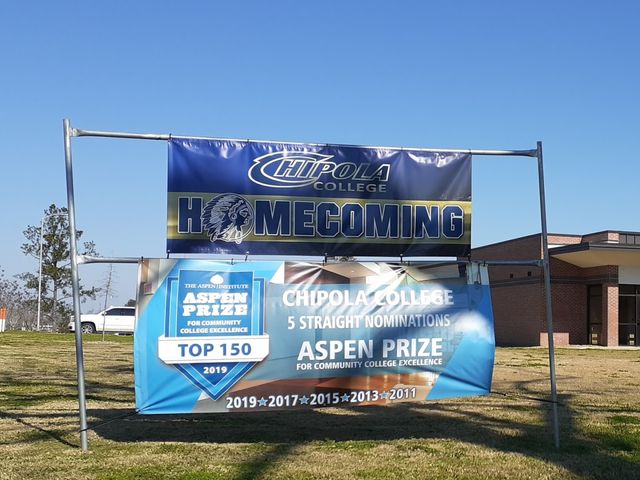 CHIPOLA
COLLEGE
HOMECOMING
THE ASPEN INSTITUTE
ASPEN
PRIZE
FOR COMMUNITY
COLLEGE EXCELLENCE
TOP 150
2019
CHIPOLA COLLEGE
5 STRAIGHT NOMINATIONS
ASPEN PRIZE
FOR COMMUNITY COLLEGE EXCELLENCE
2019★2017★2015★2013★2011